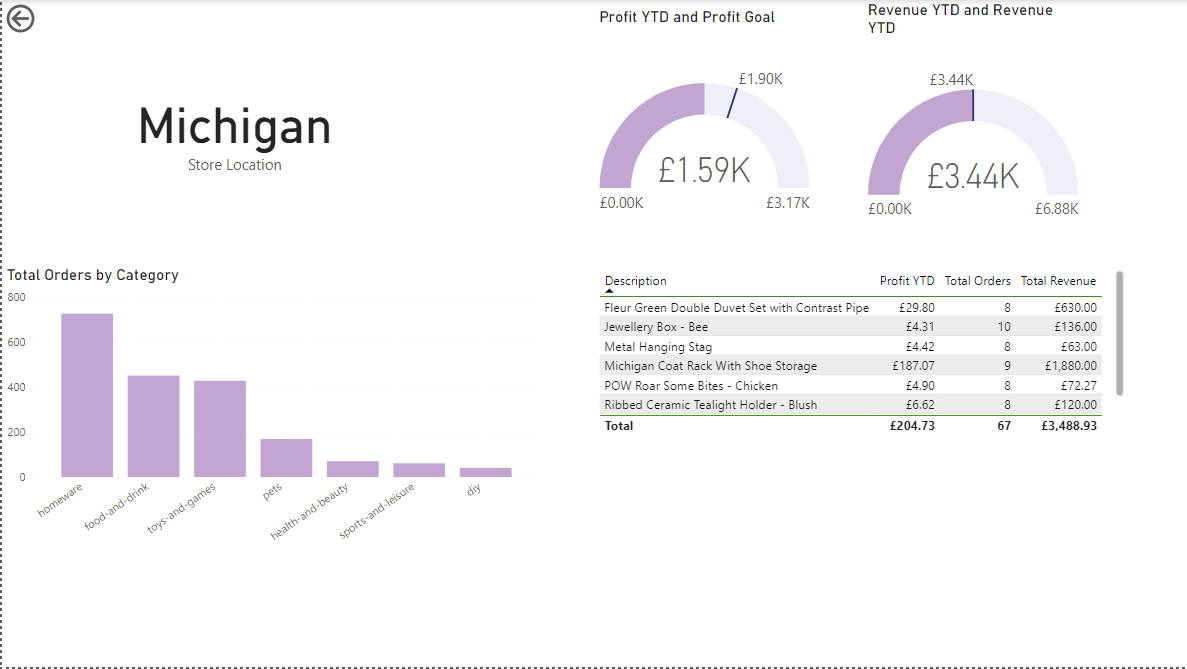 Michigan
Store Location
Profit YTD and Profit Goal
£1.90K
£1.59K
£0.00K
£3.17K
Revenue YTD and Revenue
YTD
£3.44K
£3.44K
£0.00K
£6.88K
Total Orders by Category
800
600
400
200
0
homeware
food-and-drink
toys-and-games
pets
health-and-beauty
sports-and-leisure
diy
Description Profit YTD Total Orders Total Revenue
Fleur Green Double Duvet Set with Contrast Pipe £29.80 8 £630.00
Jewellery Box - Bee £4.31 10 £136.00
Metal Hanging Stag £4.42 8 £63.00
Michigan Coat Rack With Shoe Storage £187.07 9 £1,880.00
POW Roar Some Bites - Chicken £4.90 8 £72.27
Ribbed Ceramic Tealight Holder - Blush £6.62 8 £120.00
Total £204.73 67 £3,488.93